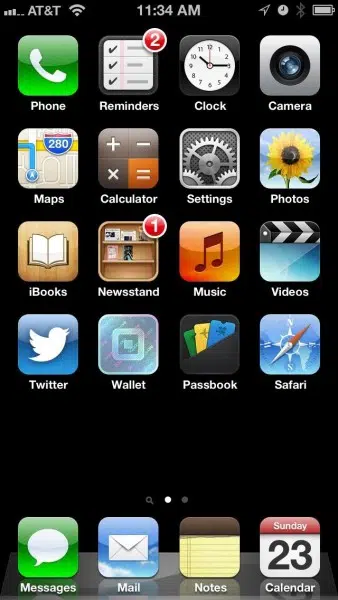 AT&T 11:34 AM
2
Phone Reminders Clock Camera
280
Maps Calculator Settings Photos
1
iBooks Newsstand Music Videos
Twitter Wallet Passbook Safari
Sunday
23
Messages Mail Notes Calendar